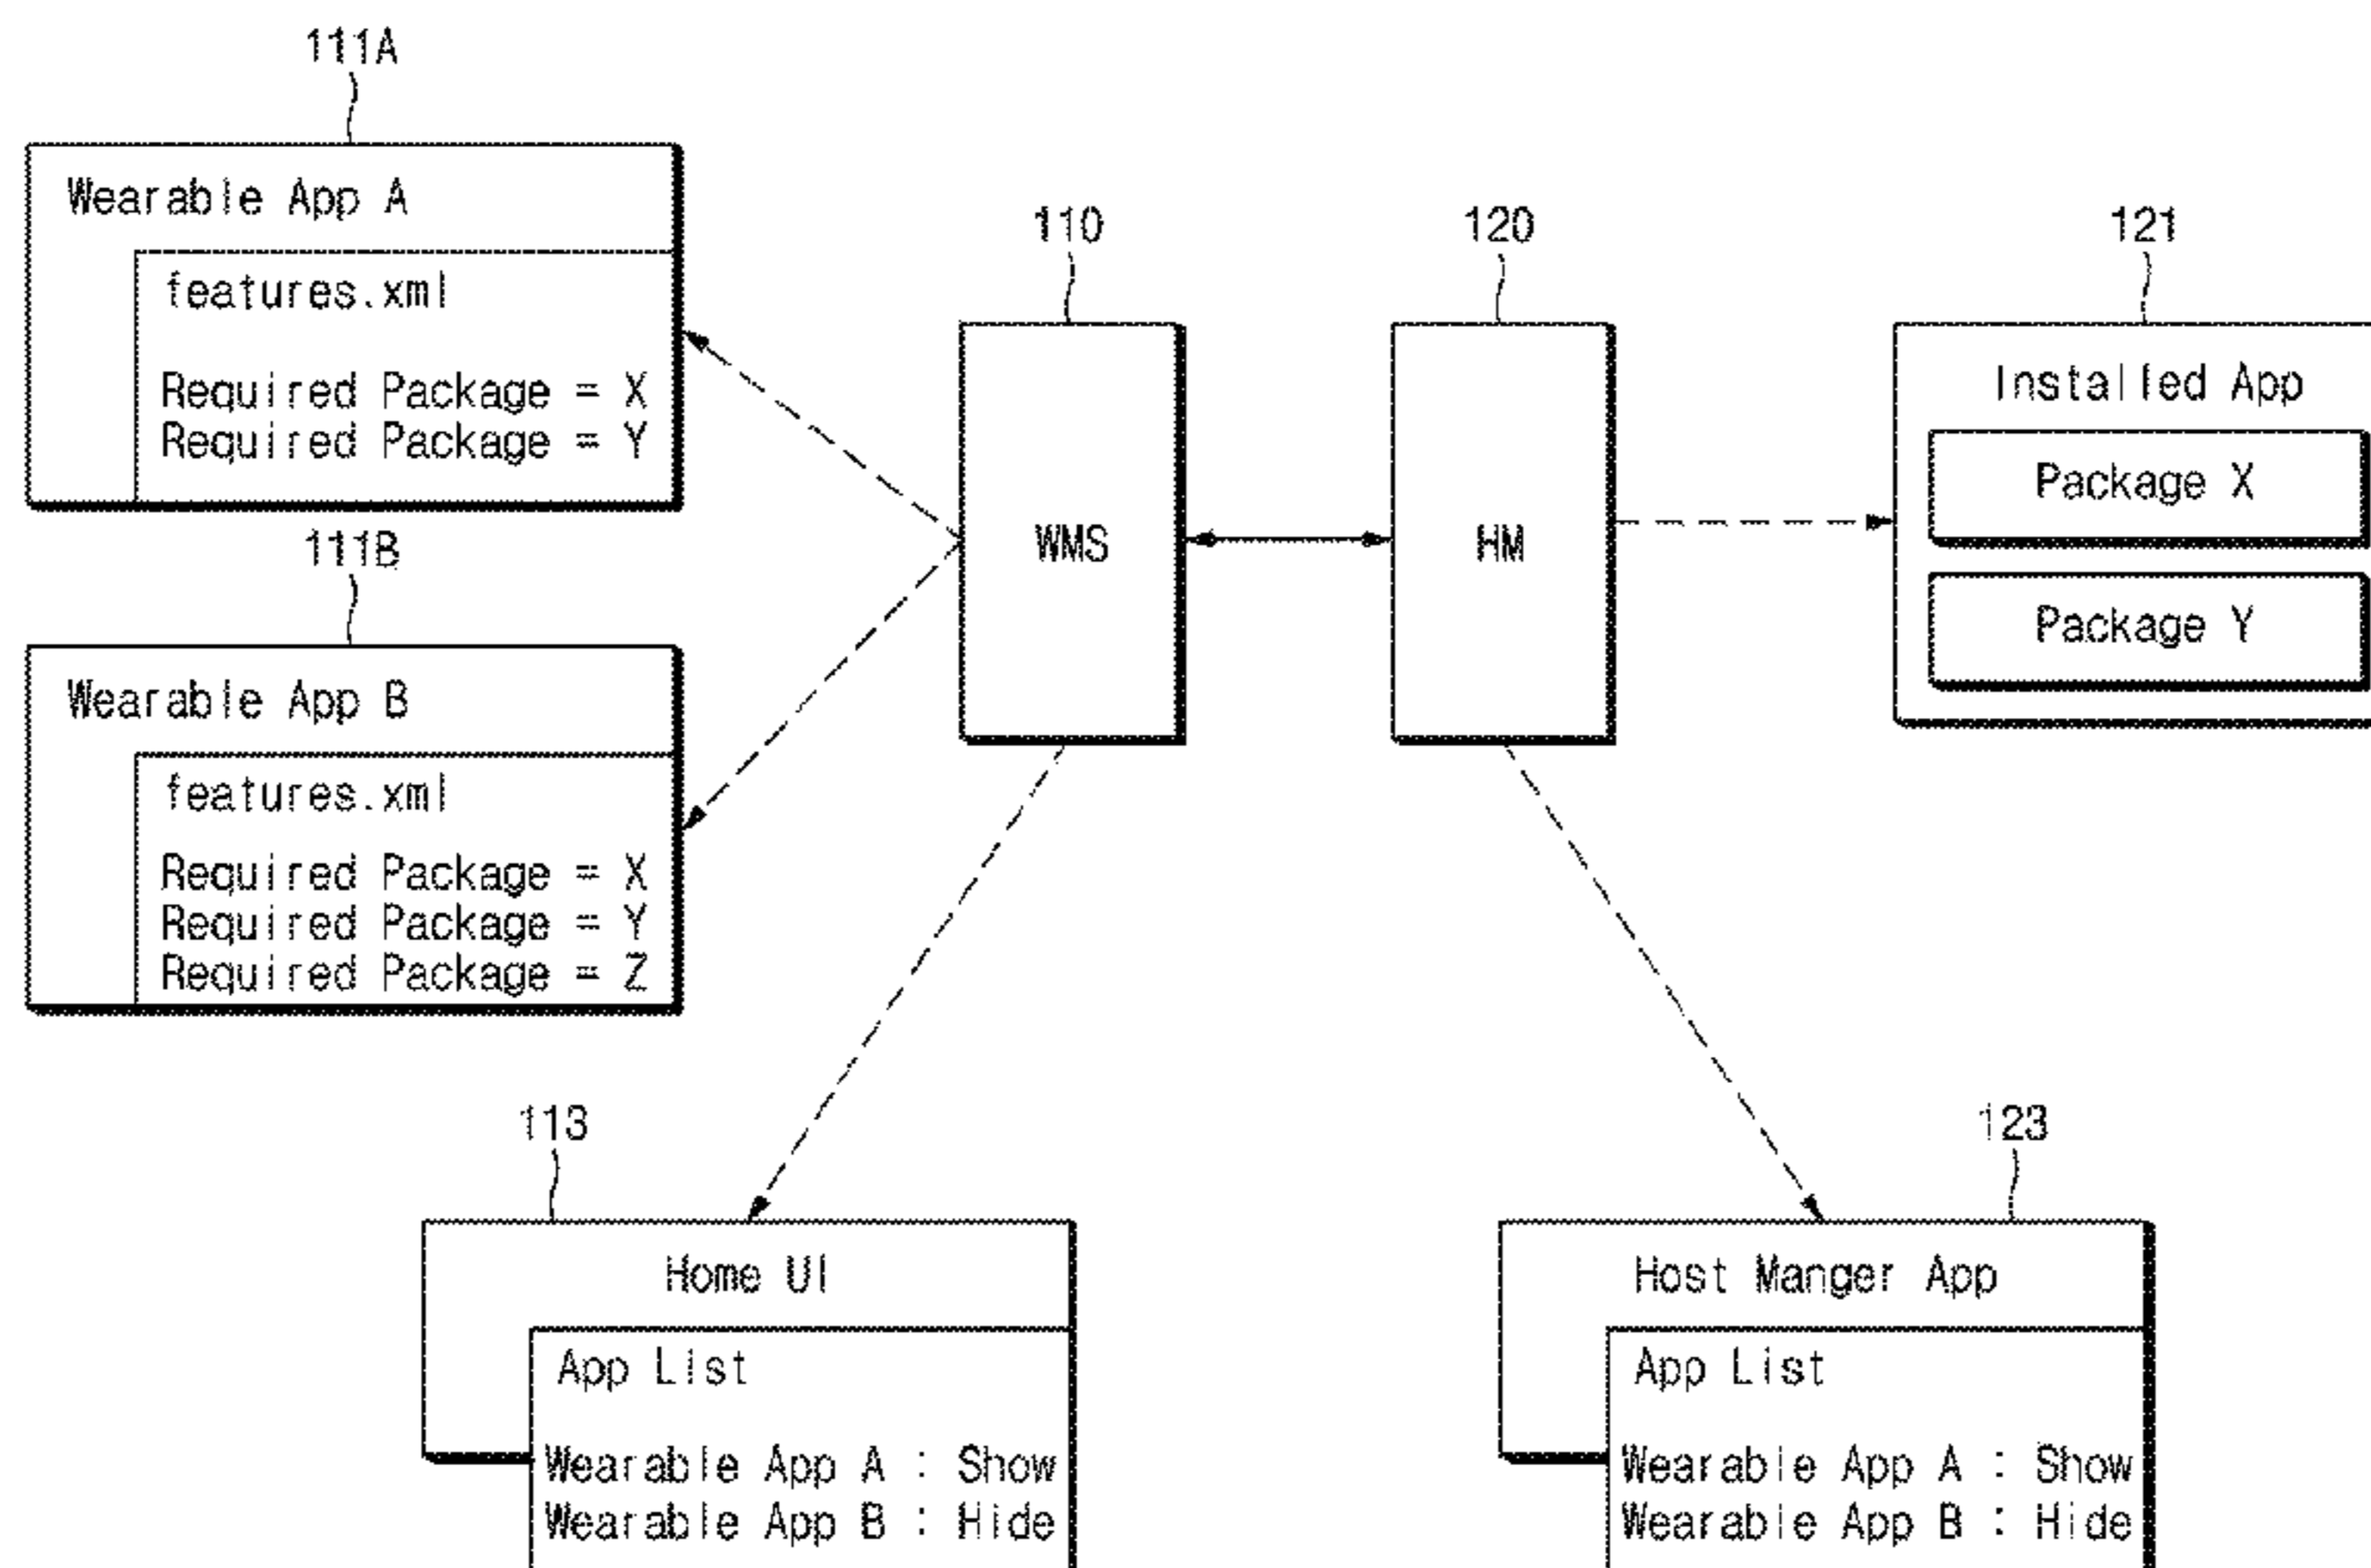 111A
Wearable App A
features.xml
Required Package = X
Required Package = Y
111B
Wearable App B
features.xml
Required Package = X
Required Package = Y
Required Package = Z
110
WMS
120
HM
121
Installed App
Package X
Package Y
113
Home UI
App List
Wearable App A : Show
Wearable App B : Hide
123
Host Manger App
App List
Wearable App A : Show
Wearable App B : Hide